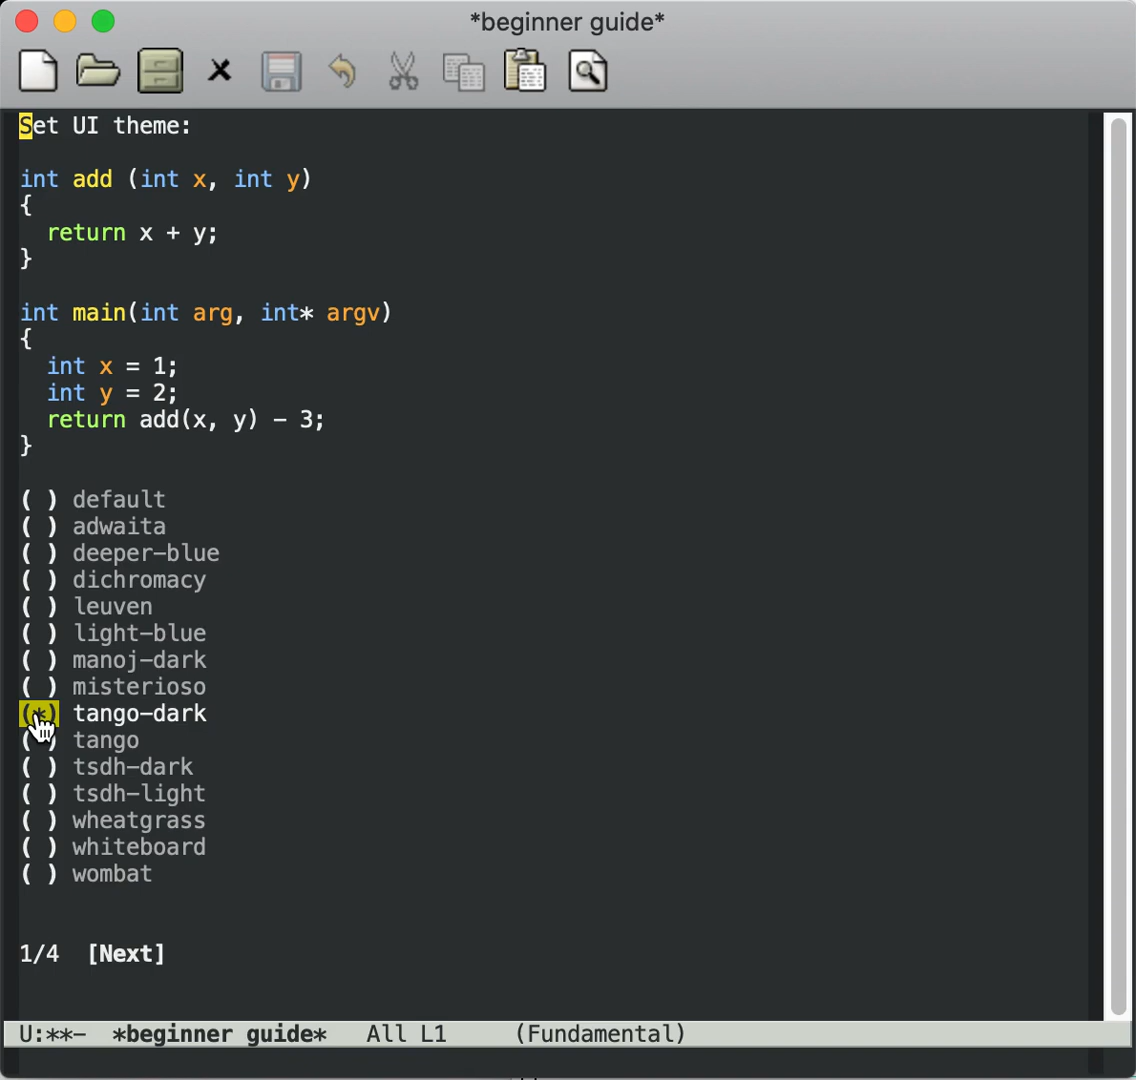 *beginner guide*
Set UI theme:
int add (int x, int y)
{
return x + y;
}
int main(int arg, int* argv)
{
int x = 1;
int y = 2;
return add(x, y) - 3;
}
( ) default
( ) adwaita
( ) deeper-blue
( ) dichromacy
( ) leuven
( ) light-blue
( ) manoj-dark
( ) misterioso
(*) tango-dark
( ) tango
( ) tsdh-dark
( ) tsdh-light
( ) wheatgrass
( ) whiteboard
( ) wombat
1/4 [Next]
U:**- *beginner guide* All L1 (Fundamental)